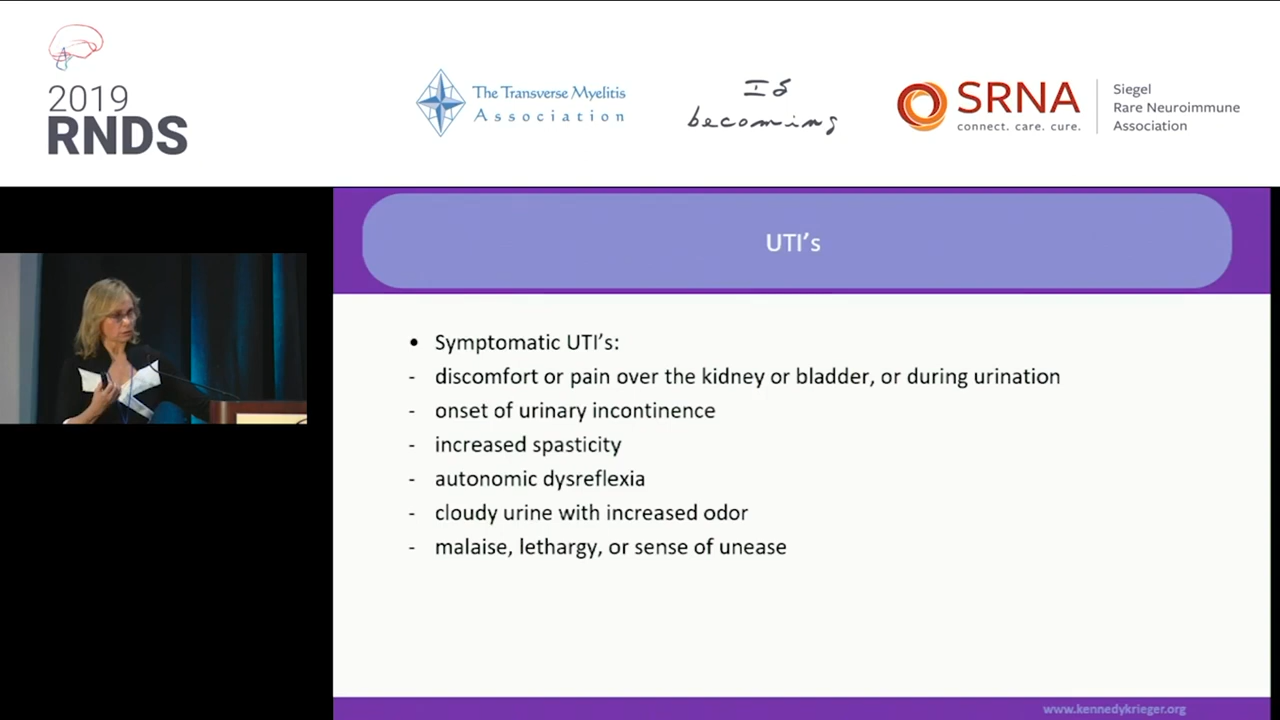 2019
RNDS
The Transverse Myelitis
Association
Is
becoming
SRNA
connect. care. cure.
Siegel
Rare Neuroimmune
Association
UTI's
• Symptomatic UTI's:
- discomfort or pain over the kidney or bladder, or during urination
- onset of urinary incontinence
- increased spasticity
- autonomic dysreflexia
- cloudy urine with increased odor
- malaise, lethargy, or sense of unease
www.kennedykrieger.org